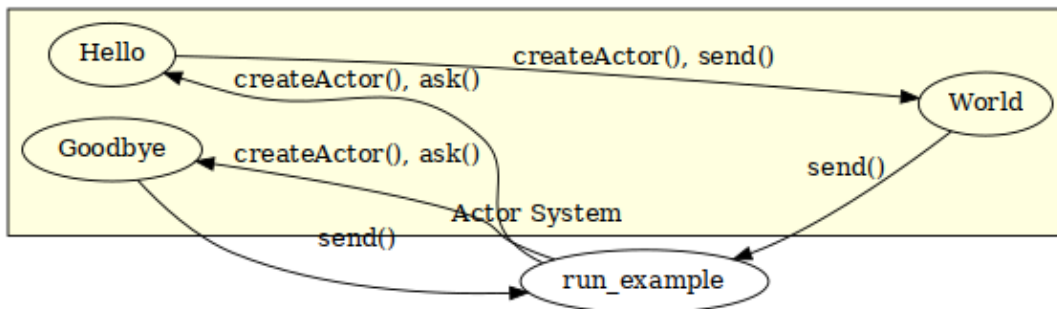 Hello
createActor(), send()
createActor(), ask()
World
Goodbye
createActor(), ask()
send()
Actor System
send()
run_example